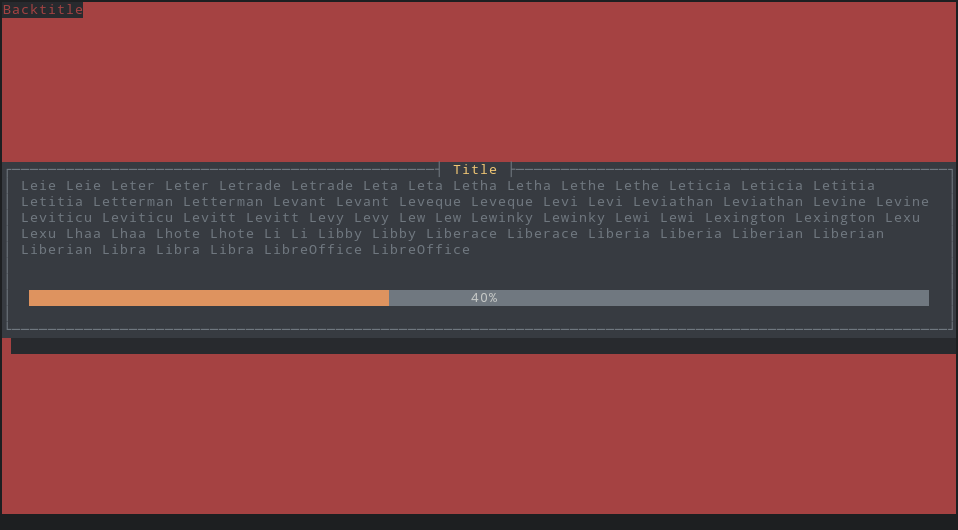 Backtitle
Title
Leie Leie Leter Leter Letrade Letrade Leta Leta Letha Letha Lethe Lethe Leticia Leticia Letitia
Letitia Letterman Letterman Levant Levant Leveque Leveque Levi Levi Leviathan Leviathan Levine Levine
Leviticu Leviticu Levitt Levitt Levy Levy Lew Lew Lewinky Lewinky Lewi Lewi Lexington Lexington Lexu
Lexu Lhaa Lhaa Lhote Lhote Li Li Libby Libby Liberace Liberace Liberia Liberia Liberian Liberian
Liberian Libra Libra Libra LibreOffice LibreOffice
40%